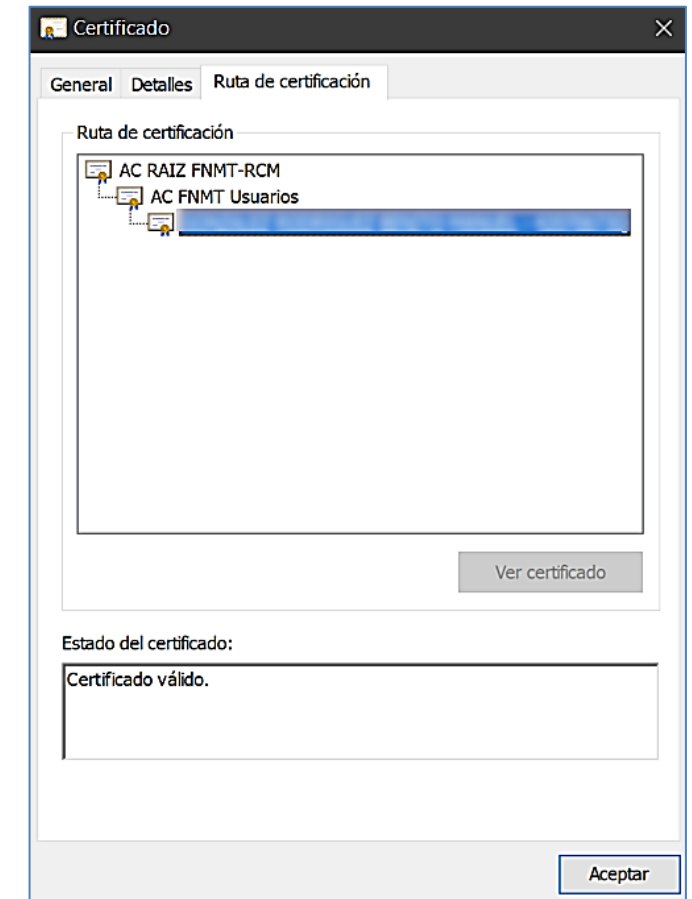 Certificado
General Detalles Ruta de certificación
Ruta de certificación
AC RAIZ FNMT-RCM
AC FNMT Usuarios
Ver certificado
Estado del certificado:
Certificado válido.
Aceptar